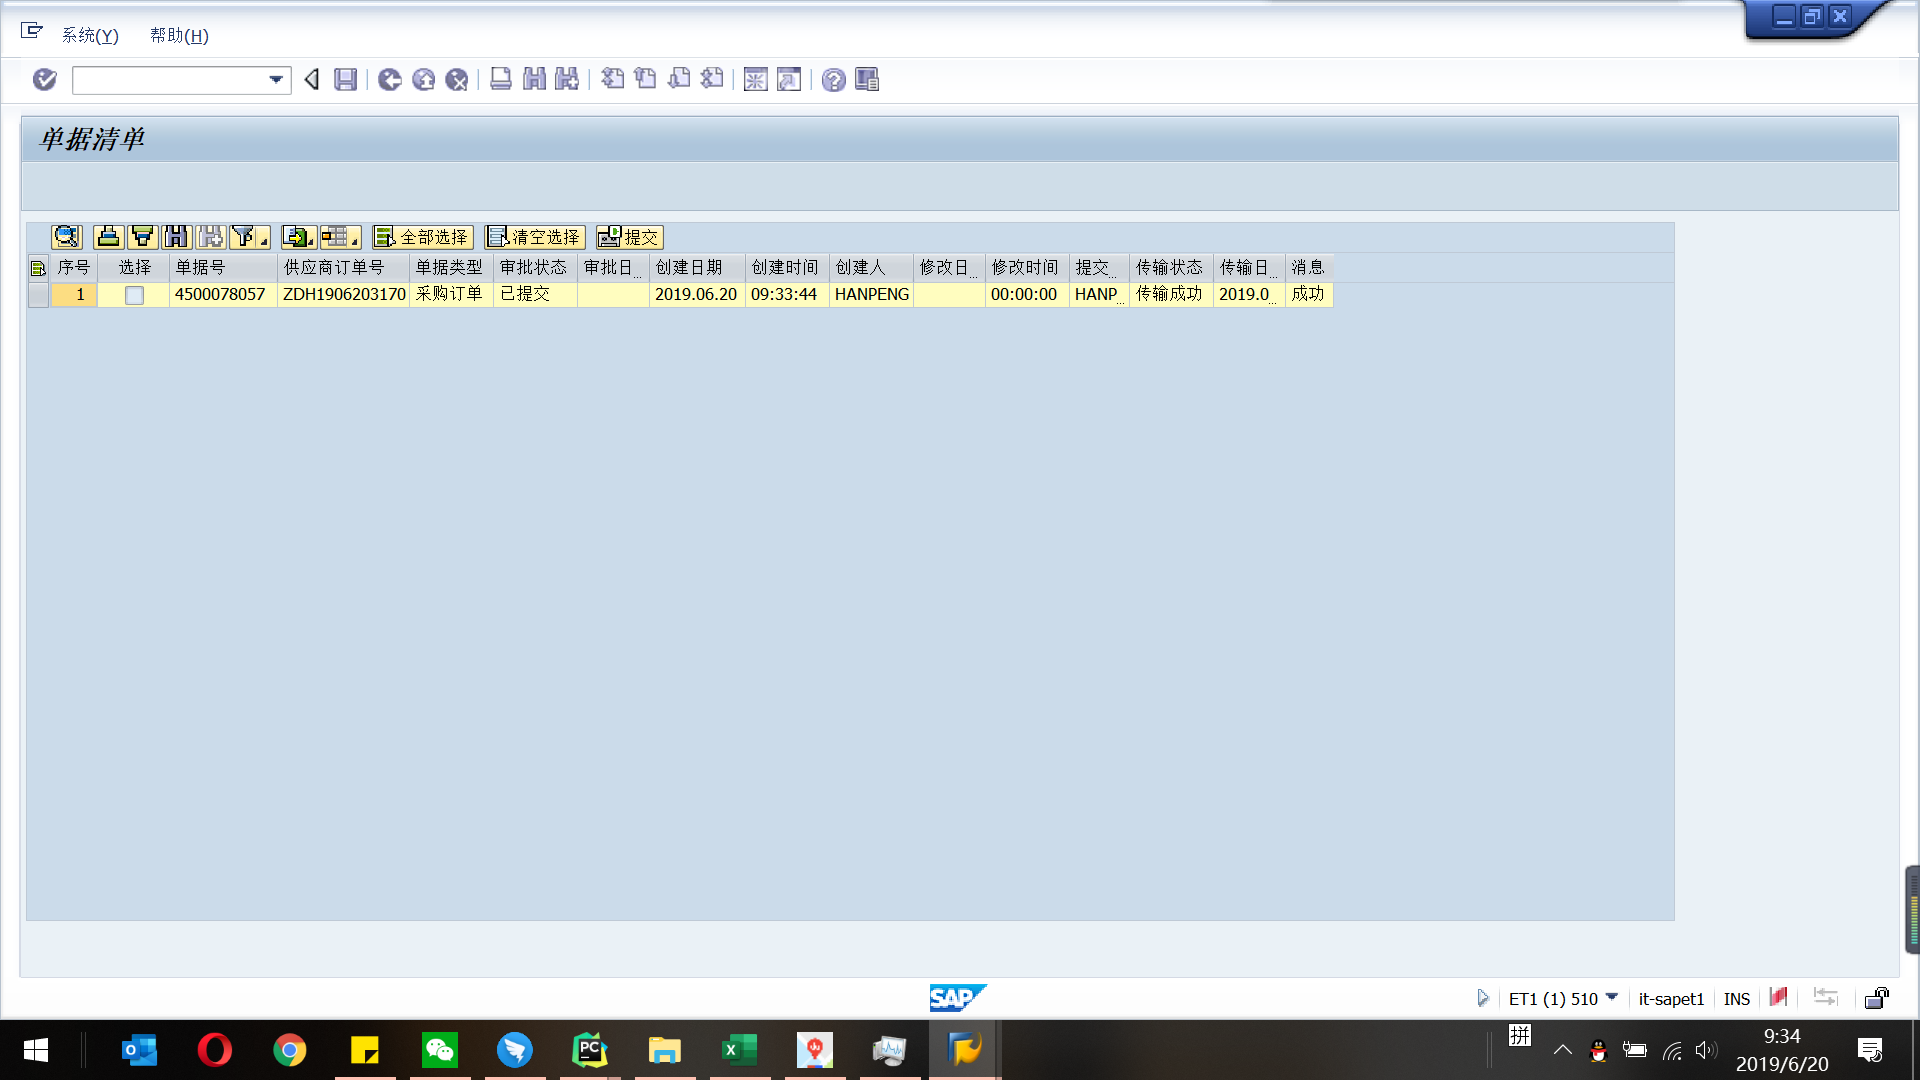 系统(Y) 帮助(H)
单据清单
全部选择 清空选择 提交
序号 选择 单据号 供应商订单号 单据类型 审批状态 审批日... 创建日期 创建时间 创建人 修改日... 修改时间 提交... 传输状态 传输日... 消息
1 4500078057 ZDH1906203170 采购订单 已提交 2019.06.20 09:33:44 HANPENG 00:00:00 HANP... 传输成功 2019.0... 成功
SAP
ET1 (1) 510 it-sapet1 INS
拼
9:34
2019/6/20